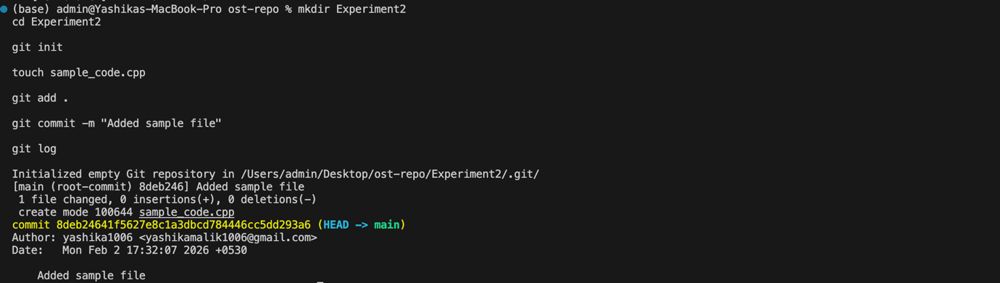 (base) admin@Yashikas-MacBook-Pro ost-repo % mkdir Experiment2
cd Experiment2
git init
touch sample_code.cpp
git add .
git commit -m "Added sample file"
git log
Initialized empty Git repository in /Users/admin/Desktop/ost-repo/Experiment2/.git/
[main (root-commit) 8deb246] Added sample file
 1 file changed, 0 insertions(+), 0 deletions(-)
 create mode 100644 sample_code.cpp
commit 8deb24641f5627e8c1a3dbcd784446cc5dd293a6 (HEAD -> main)
Author: yashika1006 <yashikamalik1006@gmail.com>
Date:   Mon Feb 2 17:32:07 2026 +0530
    Added sample file